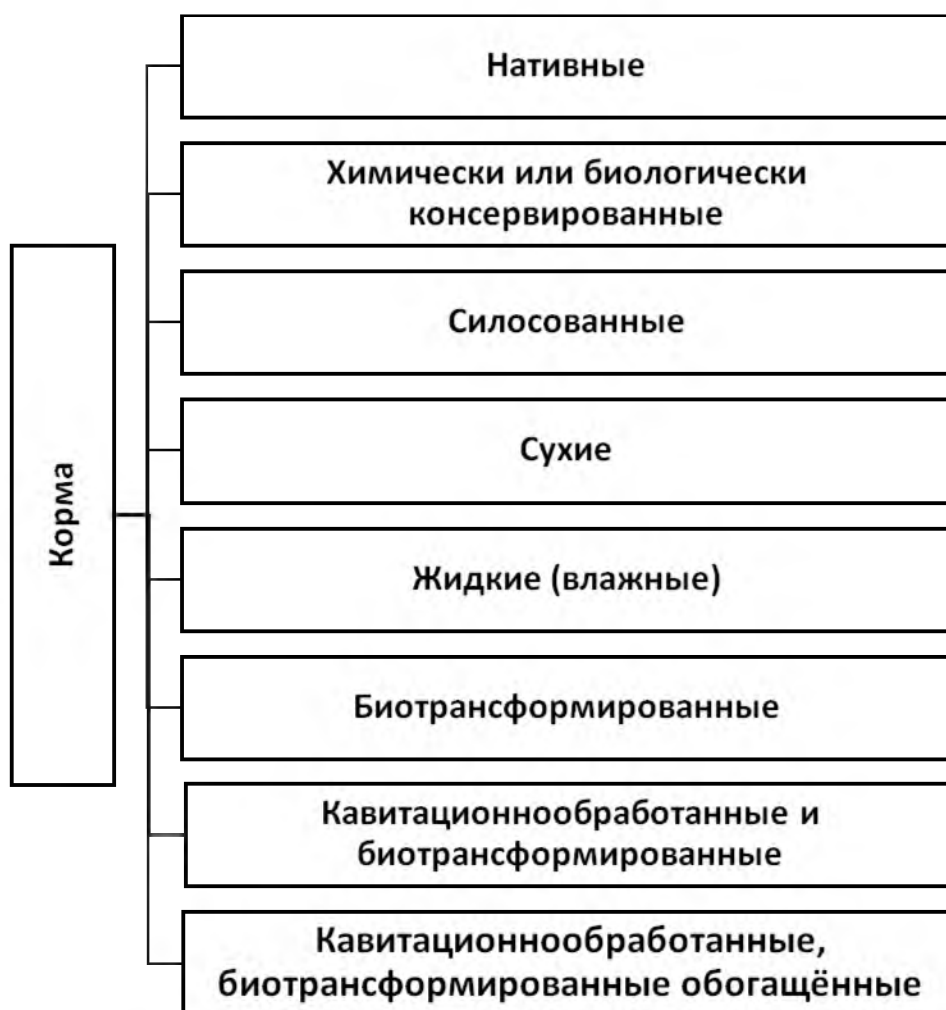 Корма
Нативные
Химически или биологически
консервированные
Силосованные
Сухие
Жидкие (влажные)
Биотрансформированные
Кавитационнообработанные и
биотрансформированные
Кавитационнообработанные,
биотрансформированные обогащённые